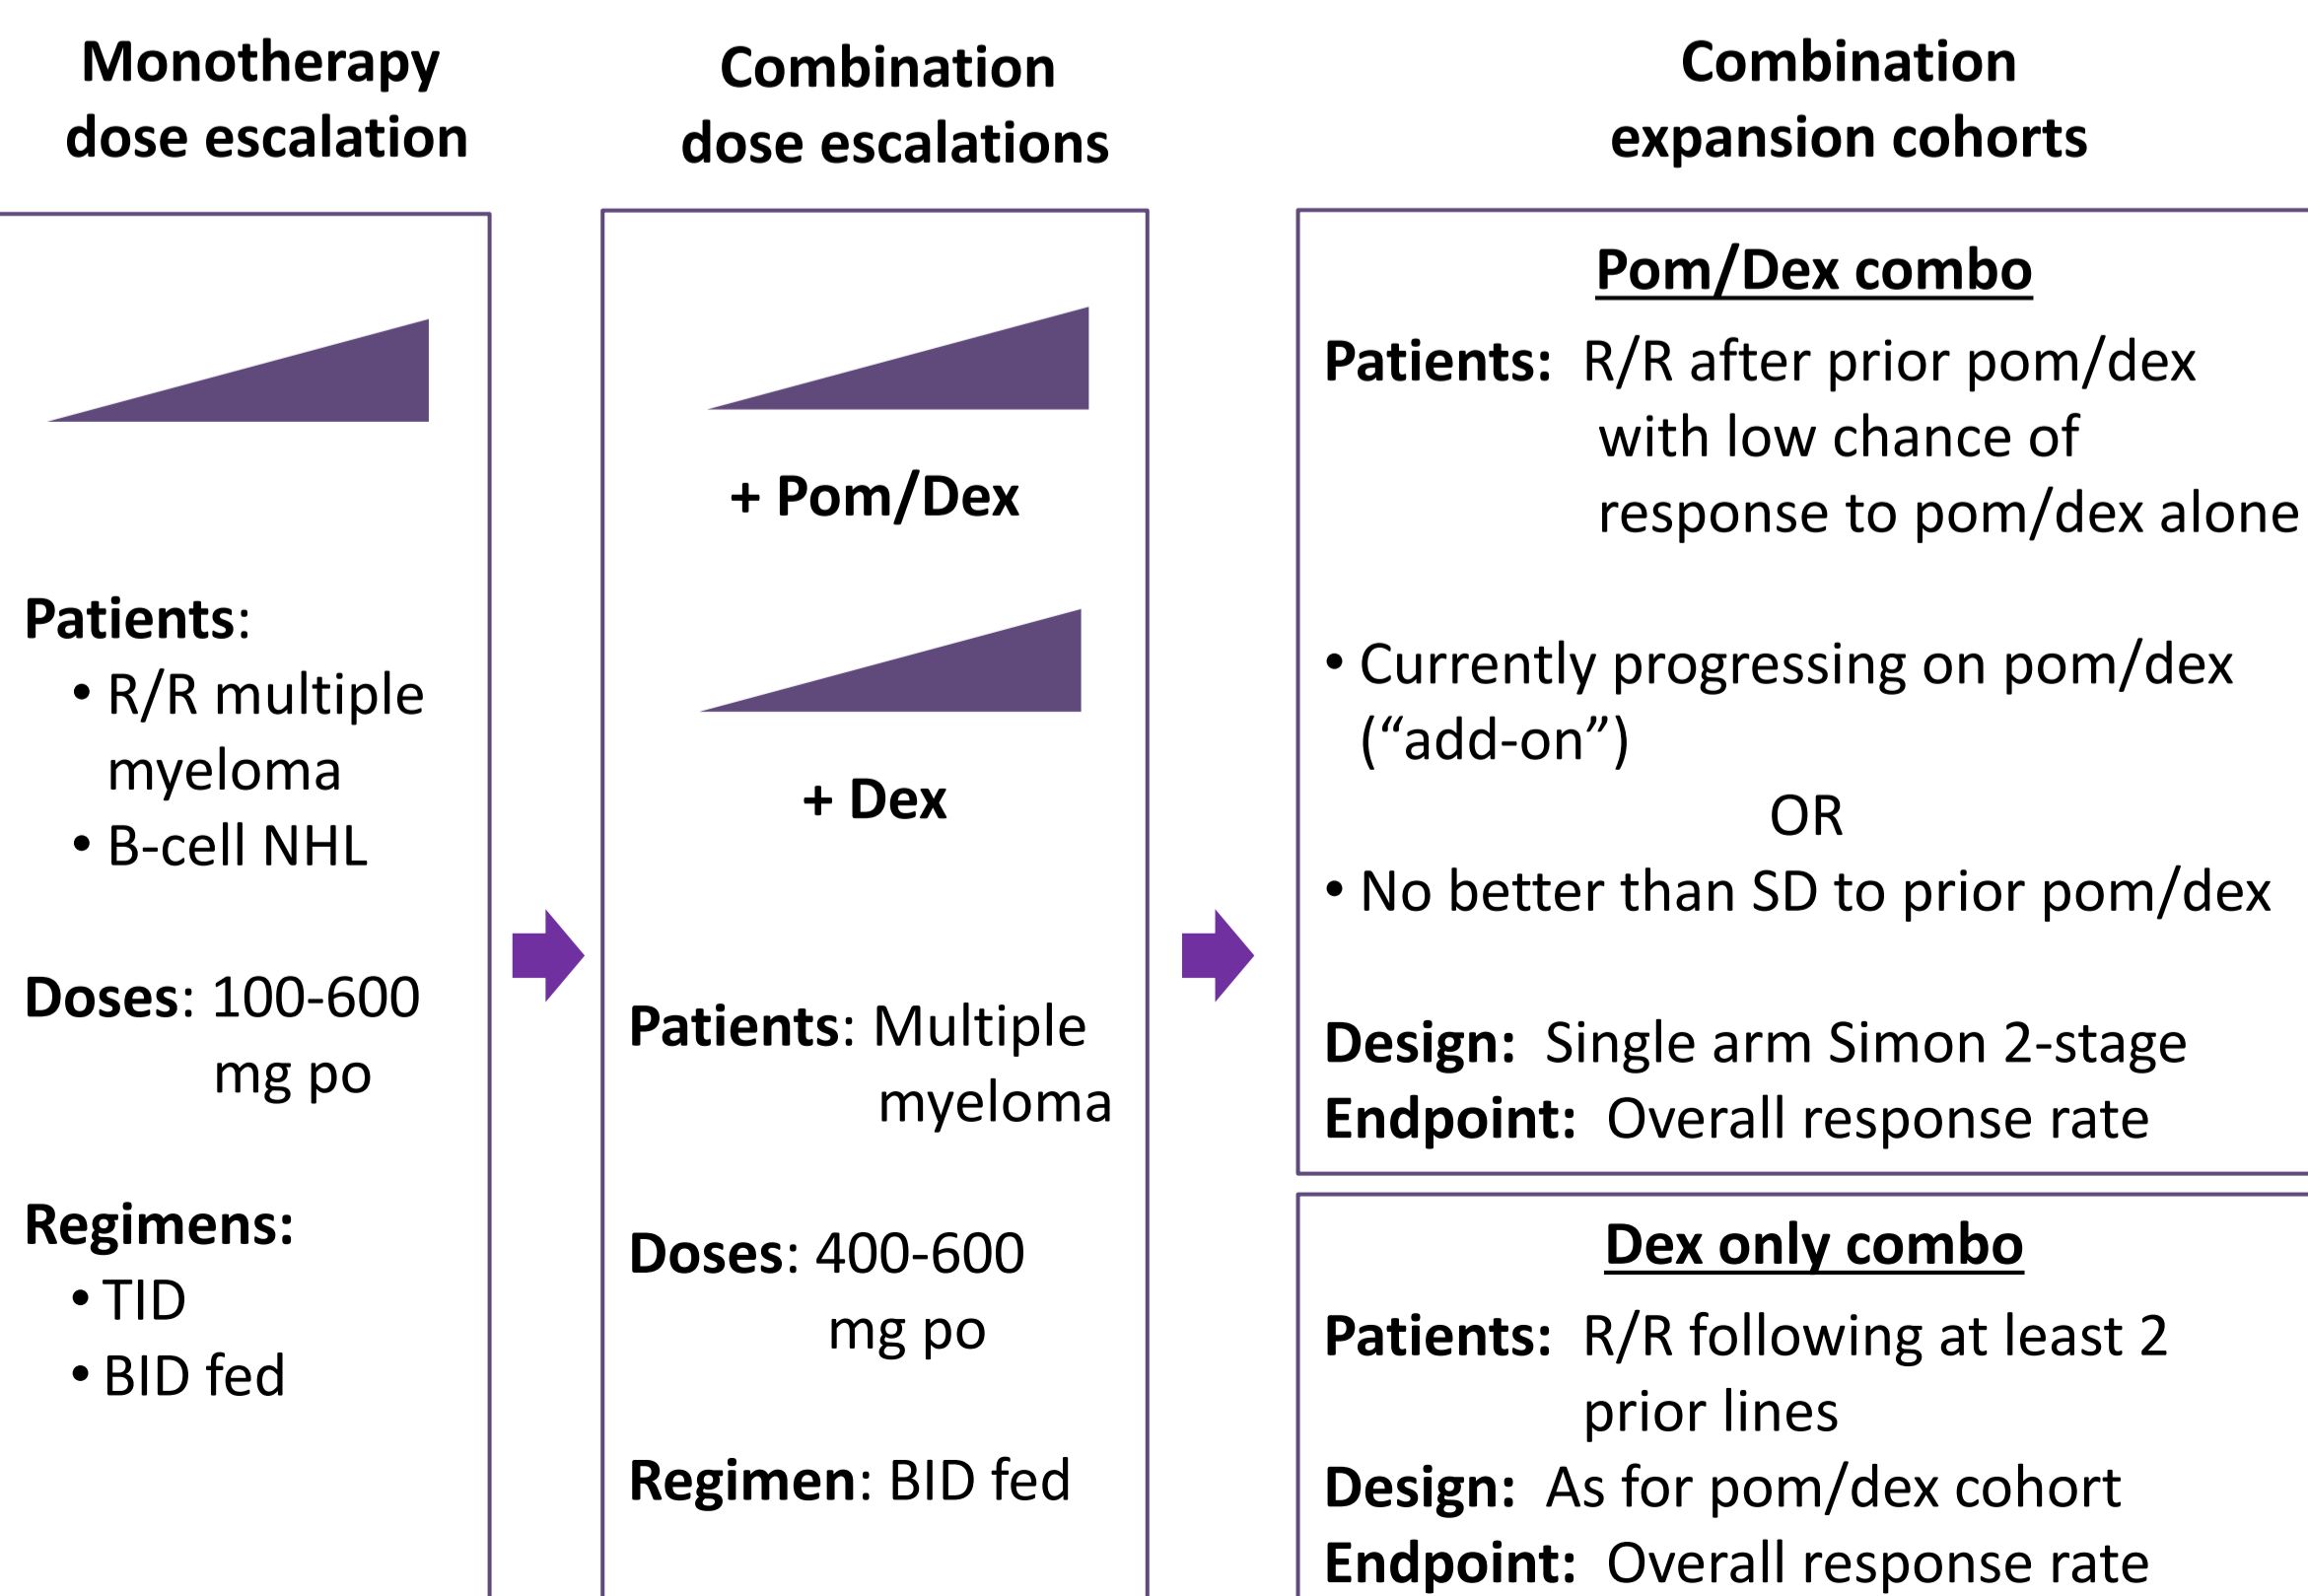 Monotherapy
dose escalation
Patients:
• R/R multiple
myeloma
• B-cell NHL
Doses: 100-600
mg po
Regimens:
• TID
• BID fed
Combination
dose escalations
+ Pom/Dex
+ Dex
Patients: Multiple
myeloma
Doses: 400-600
mg po
Regimen: BID fed
Combination
expansion cohorts
Pom/Dex combo
Patients: R/R after prior pom/dex
with low chance of
response to pom/dex alone
• Currently progressing on pom/dex
(“add-on”)
OR
• No better than SD to prior pom/dex
Design: Single arm Simon 2-stage
Endpoint: Overall response rate
Dex only combo
Patients: R/R following at least 2
prior lines
Design: As for pom/dex cohort
Endpoint: Overall response rate